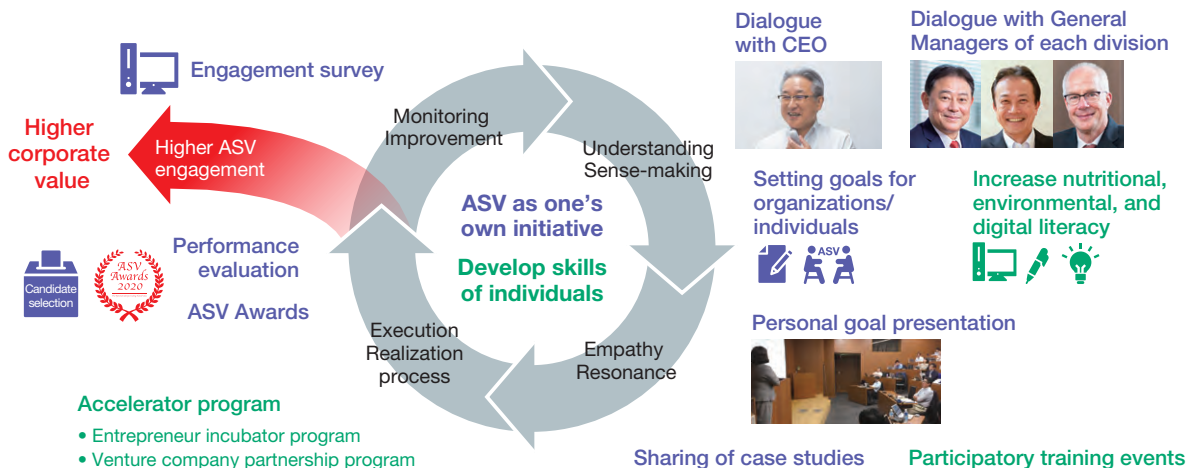 Dialogue
with CEO
Dialogue with General
Managers of each division
Engagement survey
Higher
corporate
value
Higher ASV
engagement
Monitoring
Improvement
Understanding
Sense-making
ASV as one's
own initiative
Develop skills
of individuals
Setting goals for
organizations/
individuals
ASV
Increase nutritional,
environmental, and
digital literacy
Performance
evaluation
ASV Awards
Candidate
selection
ASV
Awards
2020
Execution
Realization
process
Empathy
Resonance
Personal goal presentation
Accelerator program
• Entrepreneur incubator program
• Venture company partnership program
Sharing of case studies
Participatory training events